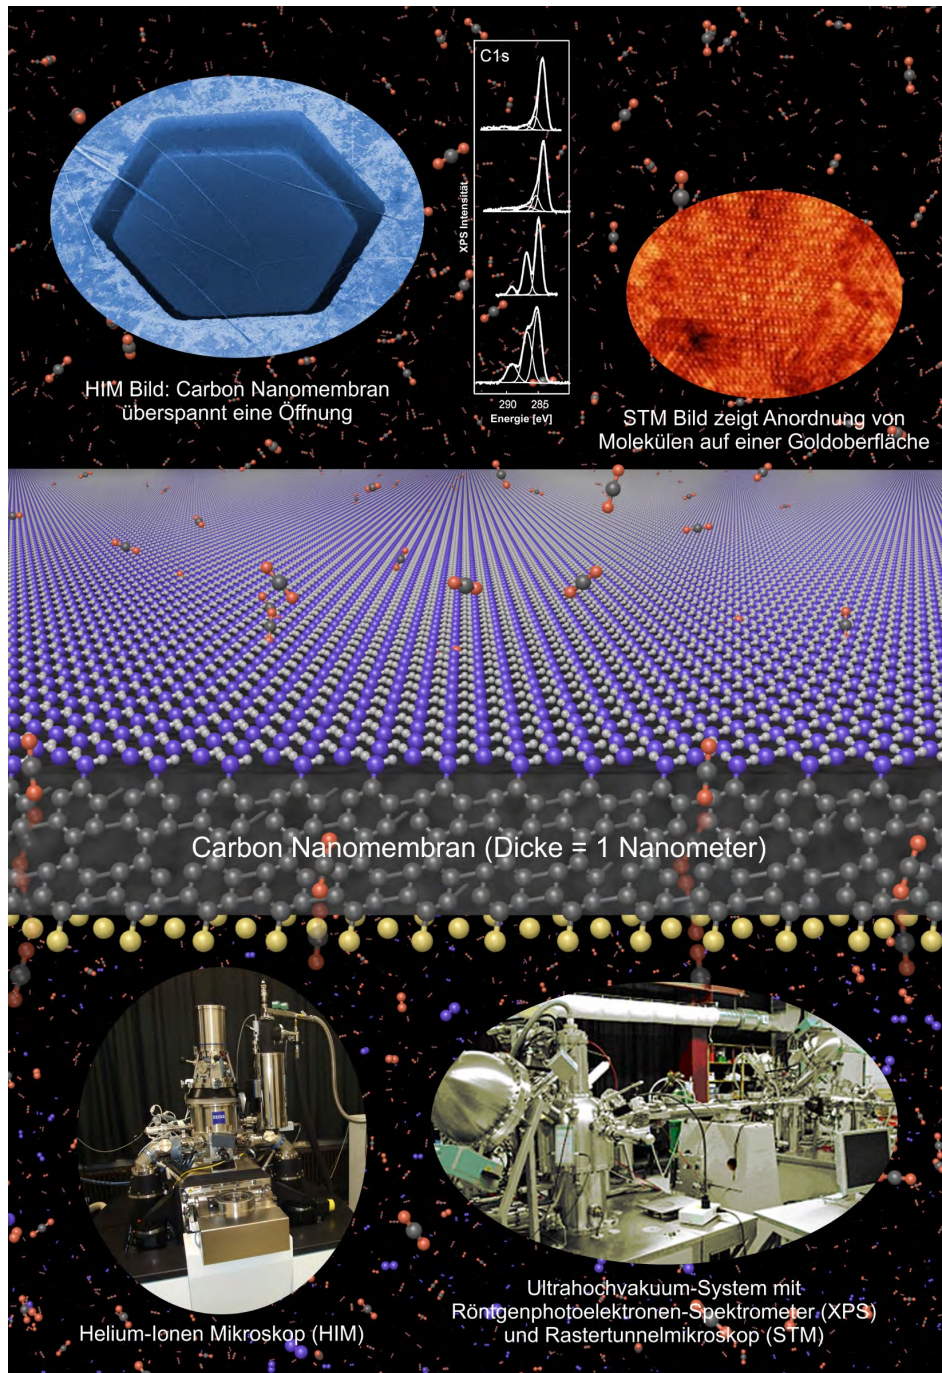 C1s
XPS Intensität
290 285
Energie [eV]
HIM Bild: Carbon Nanomembran
überspannt eine Öffnung
STM Bild zeigt Anordnung von
Molekülen auf einer Goldoberfläche
Carbon Nanomembran (Dicke = 1 Nanometer)
ZEISS
Helium-Ionen Mikroskop (HIM)
Ultrahochvakuum-System mit
Röntgenphotoelektronen-Spektrometer (XPS)
und Rastertunnelmikroskop (STM)